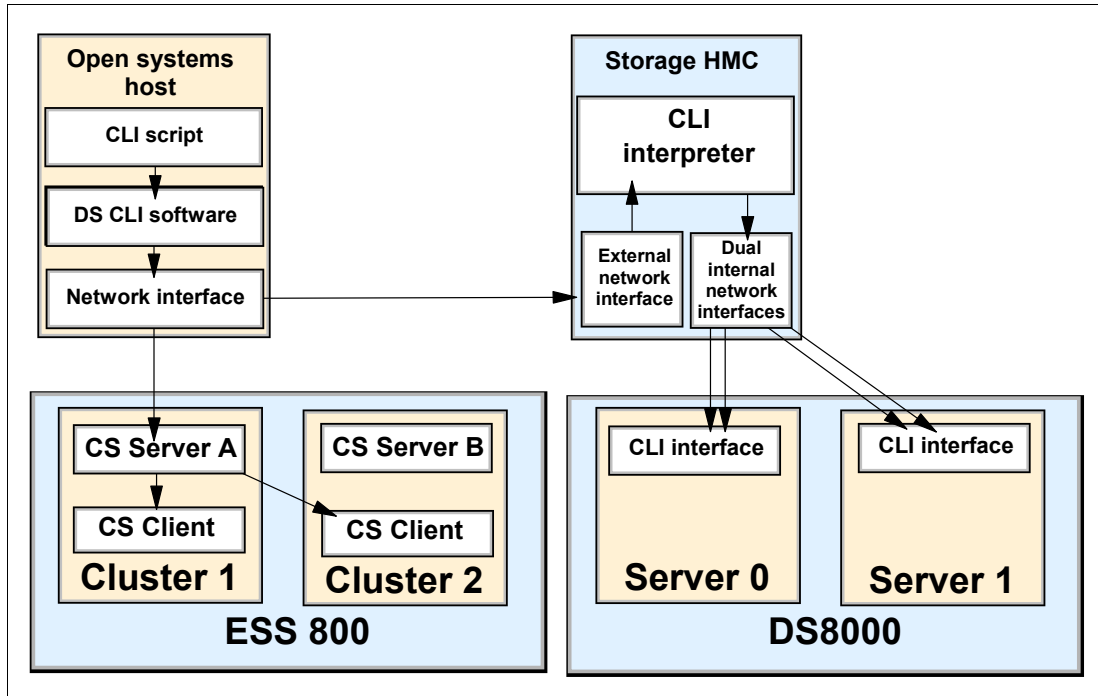 Open systems
host
CLI script
DS CLI software
Network interface
Storage HMC
CLI
interpreter
External
network
interface
Dual
internal
network
interfaces
CS Server A
CS Client
Cluster 1
CS Server B
CS Client
Cluster 2
ESS 800
CLI interface
Server 0
CLI interface
Server 1
DS8000